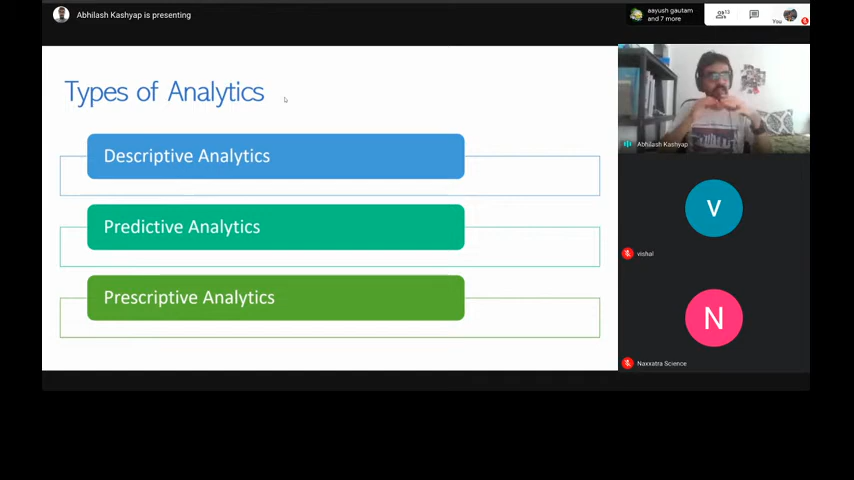 Abhilash Kashyap is presenting
aayush gautam
and 7 more
13
You
Types of Analytics
Descriptive Analytics
Predictive Analytics
Prescriptive Analytics
Abhilash Kashyap
V
vishal
N
Naxxatra Science